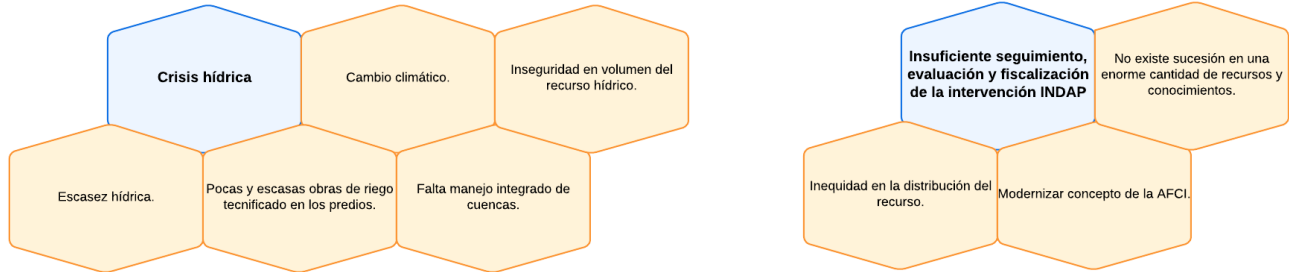 Crisis hídrica
Cambio climático.
Inseguridad en volumen del
recurso hídrico.
Escasez hídrica.
Pocas y escasas obras de riego
tecnificado en los predios.
Falta manejo integrado de
cuencas.
Insuficiente seguimiento,
evaluación y fiscalización
de la intervención INDAP
No existe sucesión en una
enorme cantidad de recursos y
conocimientos.
Inequidad en la distribución del
recurso.
Modernizar concepto de la AFCI.